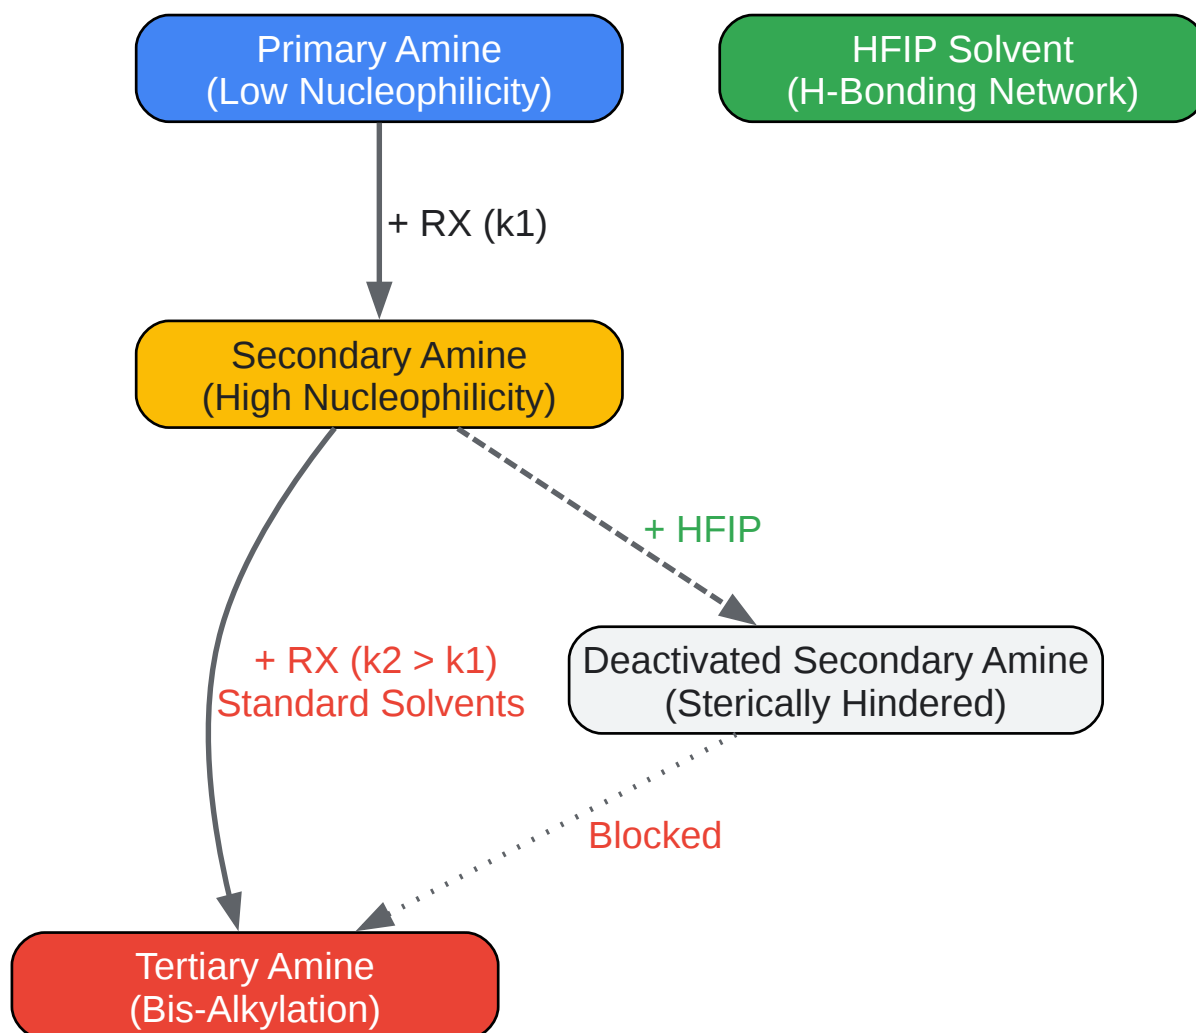 Primary Amine
(Low Nucleophilicity)
HFIP Solvent
(H-Bonding Network)
+ RX (k1)
Secondary Amine
(High Nucleophilicity)
+ HFIP
+ RX (k2 > k1)
Standard Solvents
Deactivated Secondary Amine
(Sterically Hindered)
Blocked
Tertiary Amine
(Bis-Alkylation)